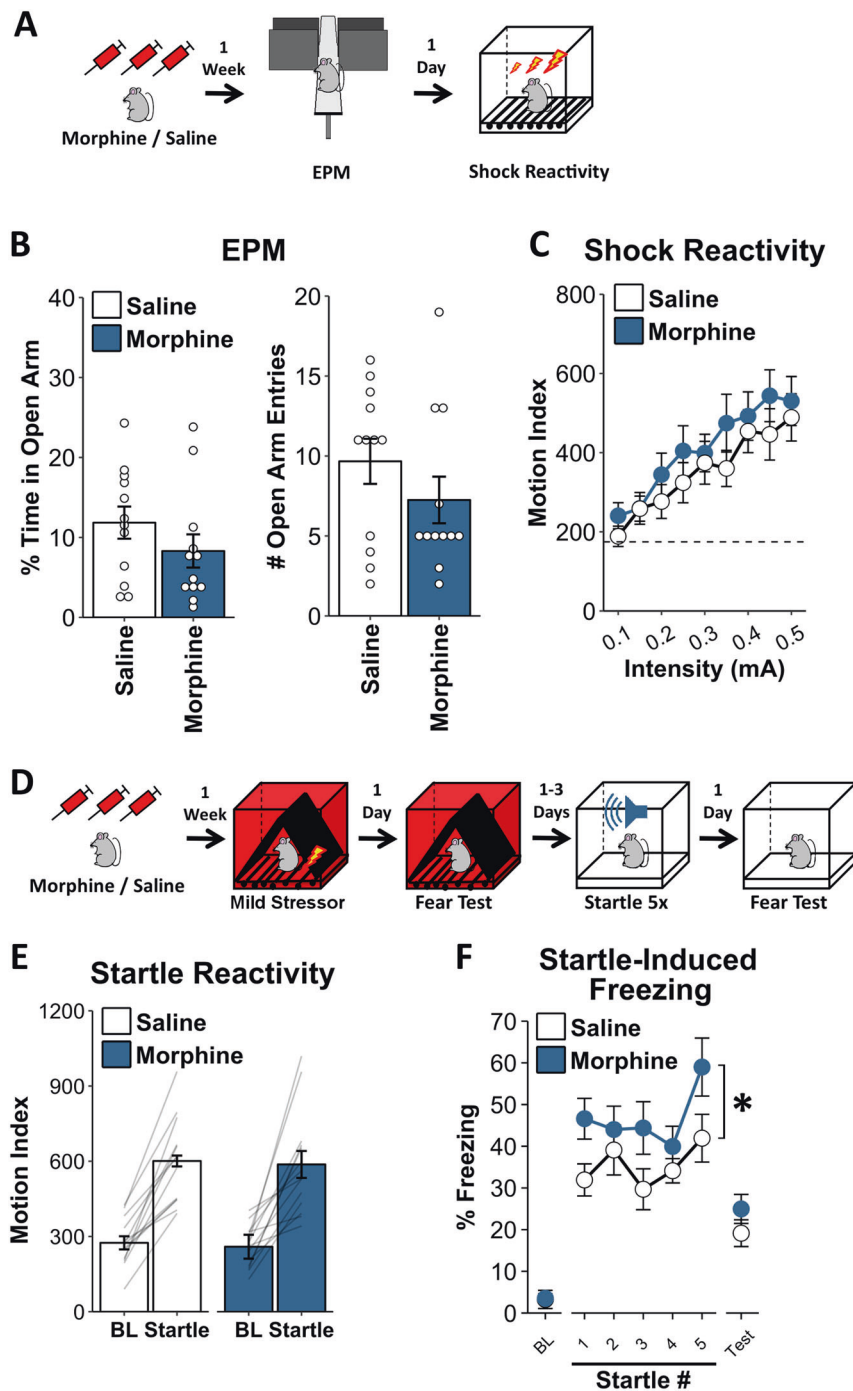 A
1
Week
1
Day
Morphine / Saline
EPM
Shock Reactivity
B
EPM
Saline
Morphine
% Time in Open Arm
40
30
20
10
0
Saline
Morphine
# Open Arm Entries
20
15
10
5
0
Saline
Morphine
C
Shock Reactivity
Saline
Morphine
Motion Index
800
600
400
200
0
0.1
0.2
0.3
0.4
0.5
Intensity (mA)
D
1
Week
1
Day
1-3
Days
1
Day
Morphine / Saline
Mild Stressor
Fear Test
Startle 5x
Fear Test
E
Startle Reactivity
Saline
Morphine
Motion Index
1200
900
600
300
0
BL Startle
BL Startle
F
Startle-Induced
Freezing
Saline
Morphine
% Freezing
70
60
50
40
30
20
10
0
*
BL
1
2
3
4
5
Test
Startle #